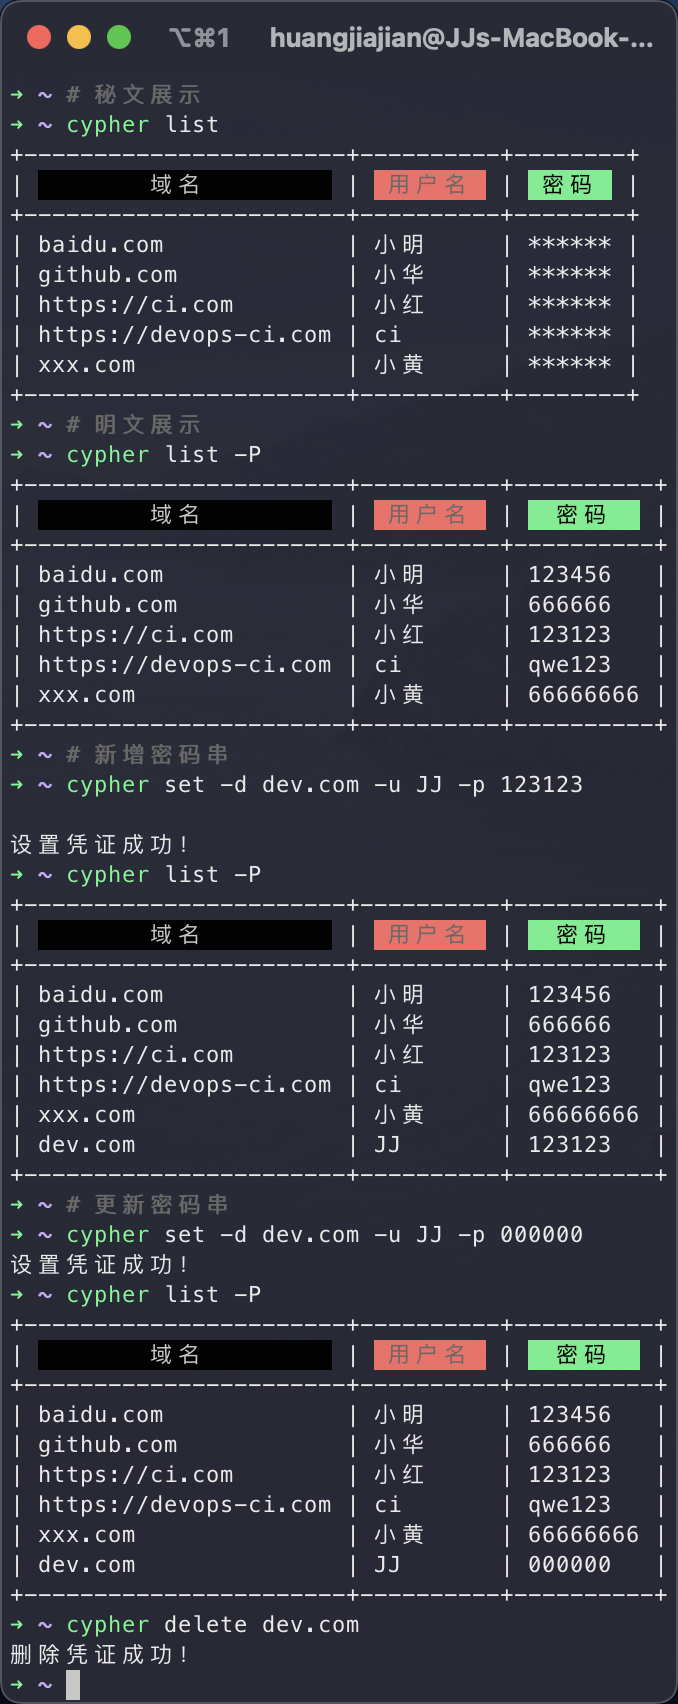 ⌥⌘1 huangjiajian@JJs-MacBook-...
➜ ~ # 秘文展示
➜ ~ cypher list
+-----------------------+----------+--------+
| 域名 | 用户名 | 密码 |
+-----------------------+----------+--------+
| baidu.com | 小明 | ****** |
| github.com | 小华 | ****** |
| https://ci.com | 小红 | ****** |
| https://devops-ci.com | ci | ****** |
| xxx.com | 小黄 | ****** |
+-----------------------+----------+--------+
➜ ~ # 明文展示
➜ ~ cypher list -P
+-----------------------+----------+----------+
| 域名 | 用户名 | 密码 |
+-----------------------+----------+----------+
| baidu.com | 小明 | 123456 |
| github.com | 小华 | 666666 |
| https://ci.com | 小红 | 123123 |
| https://devops-ci.com | ci | qwe123 |
| xxx.com | 小黄 | 66666666 |
+-----------------------+----------+----------+
➜ ~ # 新增密码串
➜ ~ cypher set -d dev.com -u JJ -p 123123
设置凭证成功！
➜ ~ cypher list -P
+-----------------------+----------+----------+
| 域名 | 用户名 | 密码 |
+-----------------------+----------+----------+
| baidu.com | 小明 | 123456 |
| github.com | 小华 | 666666 |
| https://ci.com | 小红 | 123123 |
| https://devops-ci.com | ci | qwe123 |
| xxx.com | 小黄 | 66666666 |
| dev.com | JJ | 123123 |
+-----------------------+----------+----------+
➜ ~ # 更新密码串
➜ ~ cypher set -d dev.com -u JJ -p 000000
设置凭证成功！
➜ ~ cypher list -P
+-----------------------+----------+----------+
| 域名 | 用户名 | 密码 |
+-----------------------+----------+----------+
| baidu.com | 小明 | 123456 |
| github.com | 小华 | 666666 |
| https://ci.com | 小红 | 123123 |
| https://devops-ci.com | ci | qwe123 |
| xxx.com | 小黄 | 66666666 |
| dev.com | JJ | 000000 |
+-----------------------+----------+----------+
➜ ~ cypher delete dev.com
删除凭证成功！
➜ ~